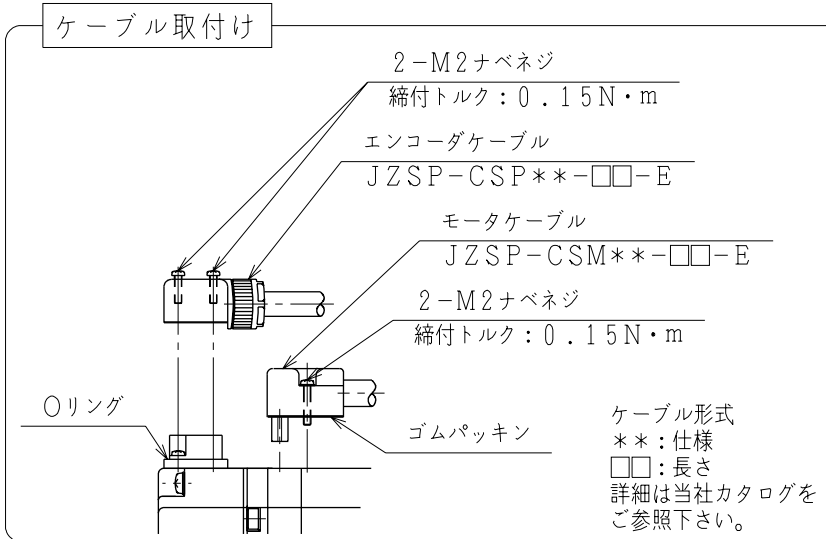 ケーブル取付け
2-M2ナベネジ
締付トルク：0.15N・m
エンコーダケーブル
JZSP-CSP**-□□-E
モータケーブル
JZSP-CSM**-□□-E
2-M2ナベネジ
締付トルク：0.15N・m
Oリング
ゴムパッキン
ケーブル形式
**：仕様
□□：長さ
詳細は当社カタログを
ご参照下さい。